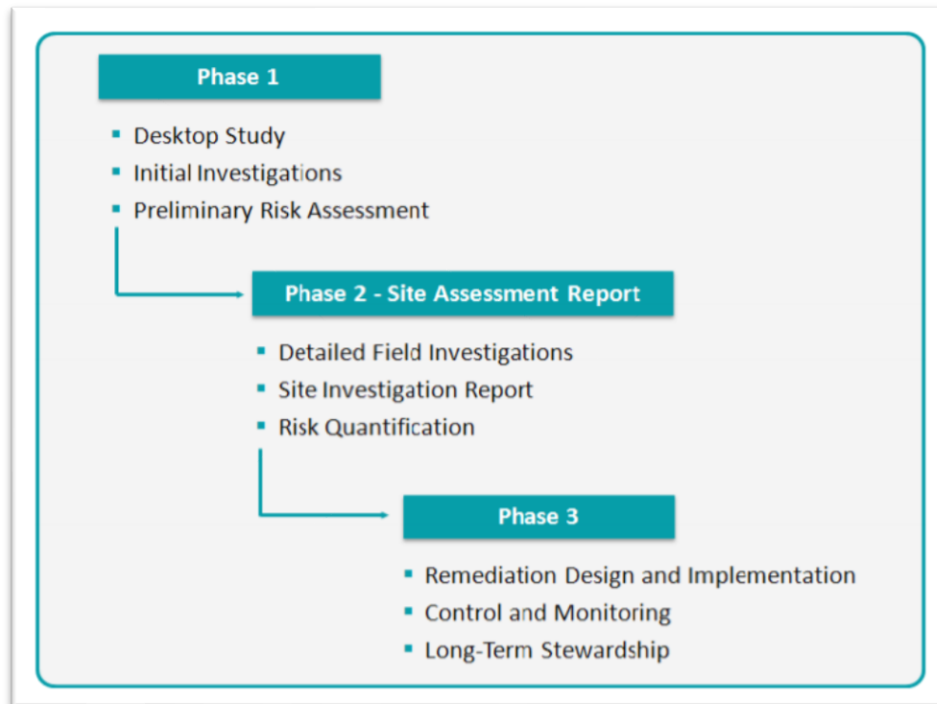 Phase 1
Desktop Study
Initial Investigations
Preliminary Risk Assessment
Phase 2 - Site Assessment Report
Detailed Field Investigations
Site Investigation Report
Risk Quantification
Phase 3
Remediation Design and Implementation
Control and Monitoring
Long-Term Stewardship